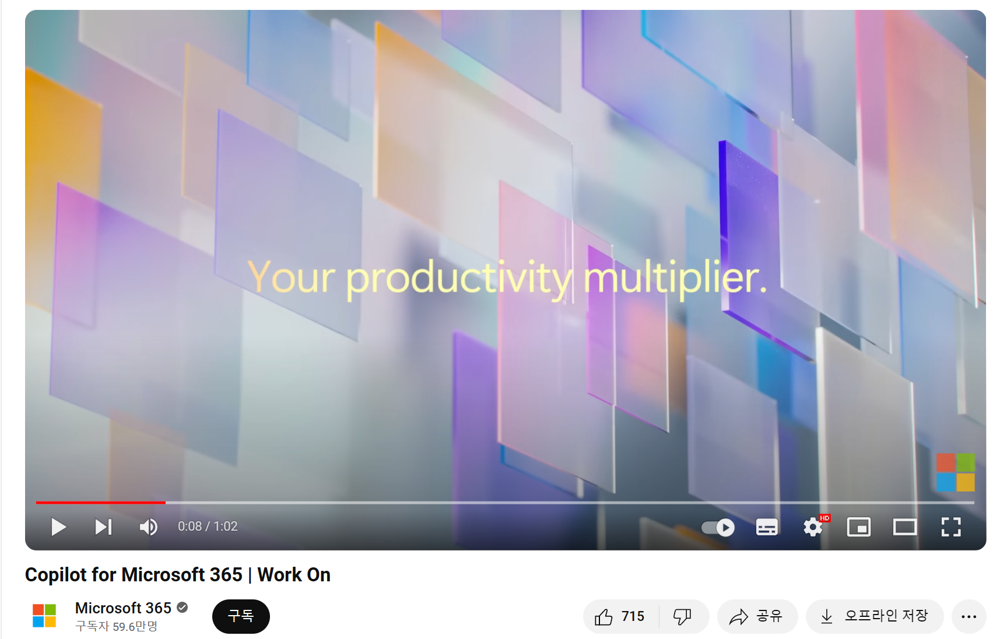 Your productivity multiplier.
0:08 / 1:02
HD
Copilot for Microsoft 365 | Work On
Microsoft 365
구독자 59.6만명
구독
715
공유
오프라인 저장